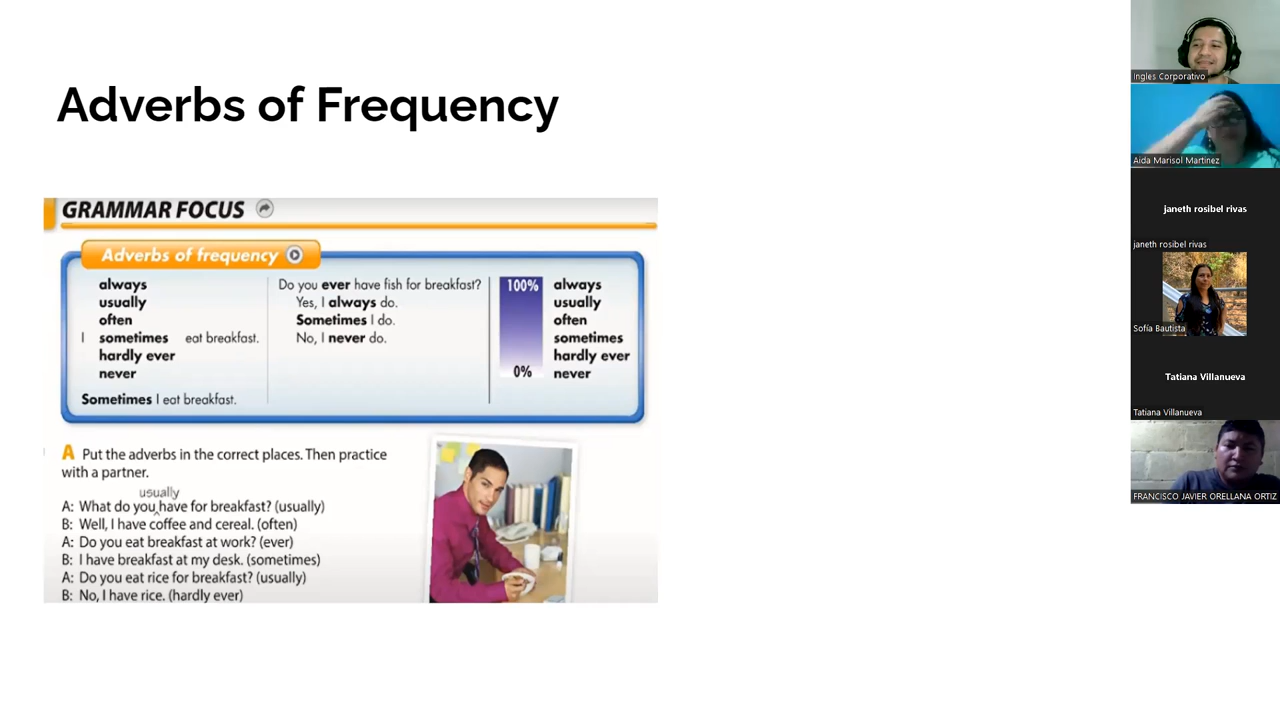 Adverbs of Frequency
GRAMMAR FOCUS
Adverbs of frequency
always
usually
often
I sometimes eat breakfast.
hardly ever
never
Sometimes I eat breakfast.
Do you ever have fish for breakfast?
Yes, I always do.
Sometimes I do.
No, I never do.
100%
0%
always
usually
often
sometimes
hardly ever
never
A Put the adverbs in the correct places. Then practice
with a partner.
usually
A: What do you ‸ have for breakfast? (usually)
B: Well, I have coffee and cereal. (often)
A: Do you eat breakfast at work? (ever)
B: I have breakfast at my desk. (sometimes)
A: Do you eat rice for breakfast? (usually)
B: No, I have rice. (hardly ever)
Ingles Corporativo
Aida Marisol Martinez
janeth rosibel rivas
janeth rosibel rivas
Sofía Bautista
Tatiana Villanueva
Tatiana Villanueva
FRANCISCO JAVIER ORELLANA ORTIZ